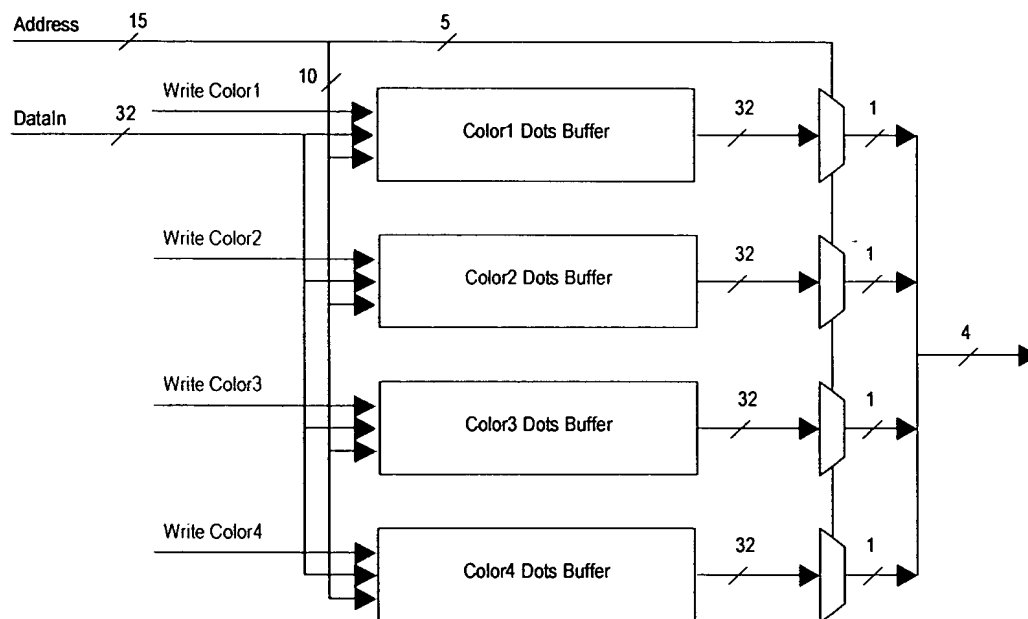 Address 15 5
10
Write Color1
DataIn 32
Color1 Dots Buffer 32 1
Write Color2
Color2 Dots Buffer 32 1
4
Write Color3
Color3 Dots Buffer 32 1
Write Color4
Color4 Dots Buffer 32 1